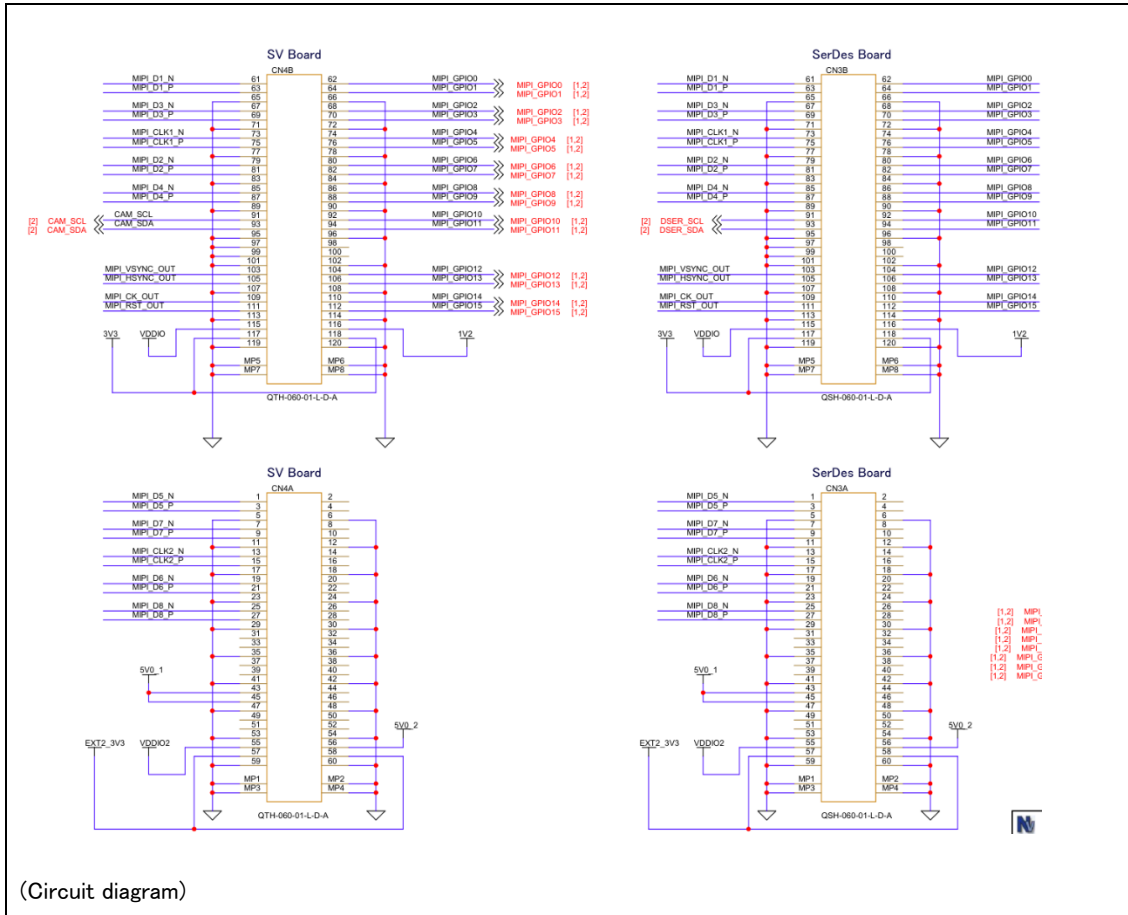 SV Board
CN4B
MIPI_D1_N 61 62 MIPI_GPIO0 MIPI_GPIO0 [1,2]
MIPI_D1_P 63 64 MIPI_GPIO1 MIPI_GPIO1 [1,2]
65 66
MIPI_D3_N 67 68 MIPI_GPIO2 MIPI_GPIO2 [1,2]
MIPI_D3_P 69 70 MIPI_GPIO3 MIPI_GPIO3 [1,2]
71 72
MIPI_CLK1_N 73 74 MIPI_GPIO4 MIPI_GPIO4 [1,2]
MIPI_CLK1_P 75 76 MIPI_GPIO5 MIPI_GPIO5 [1,2]
77 78
MIPI_D2_N 79 80 MIPI_GPIO6 MIPI_GPIO6 [1,2]
MIPI_D2_P 81 82 MIPI_GPIO7 MIPI_GPIO7 [1,2]
83 84
MIPI_D4_N 85 86 MIPI_GPIO8 MIPI_GPIO8 [1,2]
MIPI_D4_P 87 88 MIPI_GPIO9 MIPI_GPIO9 [1,2]
89 90
[2] CAM_SCL CAM_SCL 91 92 MIPI_GPIO10 MIPI_GPIO10 [1,2]
[2] CAM_SDA CAM_SDA 93 94 MIPI_GPIO11 MIPI_GPIO11 [1,2]
95 96
97 98
99 100
101 102
MIPI_VSYNC_OUT 103 104 MIPI_GPIO12 MIPI_GPIO12 [1,2]
MIPI_HSYNC_OUT 105 106 MIPI_GPIO13 MIPI_GPIO13 [1,2]
107 108
MIPI_CK_OUT 109 110 MIPI_GPIO14 MIPI_GPIO14 [1,2]
MIPI_RST_OUT 111 112 MIPI_GPIO15 MIPI_GPIO15 [1,2]
113 114
115 116
3V3 VDDIO 117 118 1V2
119 120
MP5 MP6
MP7 MP8
QTH-060-01-L-D-A
SerDes Board
CN3B
MIPI_D1_N 61 62 MIPI_GPIO0
MIPI_D1_P 63 64 MIPI_GPIO1
65 66
MIPI_D3_N 67 68 MIPI_GPIO2
MIPI_D3_P 69 70 MIPI_GPIO3
71 72
MIPI_CLK1_N 73 74 MIPI_GPIO4
MIPI_CLK1_P 75 76 MIPI_GPIO5
77 78
MIPI_D2_N 79 80 MIPI_GPIO6
MIPI_D2_P 81 82 MIPI_GPIO7
83 84
MIPI_D4_N 85 86 MIPI_GPIO8
MIPI_D4_P 87 88 MIPI_GPIO9
89 90
[2] DSER_SCL 91 92 MIPI_GPIO10
[2] DSER_SDA 93 94 MIPI_GPIO11
95 96
97 98
99 100
101 102
MIPI_VSYNC_OUT 103 104 MIPI_GPIO12
MIPI_HSYNC_OUT 105 106 MIPI_GPIO13
107 108
MIPI_CK_OUT 109 110 MIPI_GPIO14
MIPI_RST_OUT 111 112 MIPI_GPIO15
113 114
115 116
3V3 VDDIO 117 118 1V2
119 120
MP5 MP6
MP7 MP8
QSH-060-01-L-D-A
SV Board
CN4A
MIPI_D5_N 1 2
MIPI_D5_P 3 4
5 6
MIPI_D7_N 7 8
MIPI_D7_P 9 10
11 12
MIPI_CLK2_N 13 14
MIPI_CLK2_P 15 16
17 18
MIPI_D6_N 19 20
MIPI_D6_P 21 22
23 24
MIPI_D8_N 25 26
MIPI_D8_P 27 28
29 30
31 32
33 34
35 36
37 38
5V0_1 39 40
41 42
43 44
45 46
47 48
49 50
51 52 5V0_2
53 54
EXT2_3V3 VDDIO2 55 56
57 58
59 60
MP1 MP2
MP3 MP4
QTH-060-01-L-D-A
SerDes Board
CN3A
MIPI_D5_N 1 2
MIPI_D5_P 3 4
5 6
MIPI_D7_N 7 8
MIPI_D7_P 9 10
11 12
MIPI_CLK2_N 13 14
MIPI_CLK2_P 15 16
17 18
MIPI_D6_N 19 20
MIPI_D6_P 21 22
23 24
MIPI_D8_N 25 26
MIPI_D8_P 27 28
29 30
31 32
33 34
35 36
37 38
5V0_1 39 40
41 42
43 44
45 46
47 48
49 50
51 52 5V0_2
53 54
EXT2_3V3 VDDIO2 55 56
57 58
59 60
MP1 MP2
MP3 MP4
QSH-060-01-L-D-A
[1,2] MIPI_
[1,2] MIPI_
[1,2] MIPI_
[1,2] MIPI_
[1,2] MIPI_G
[1,2] MIPI_G
[1,2] MIPI_G
N
(Circuit diagram)